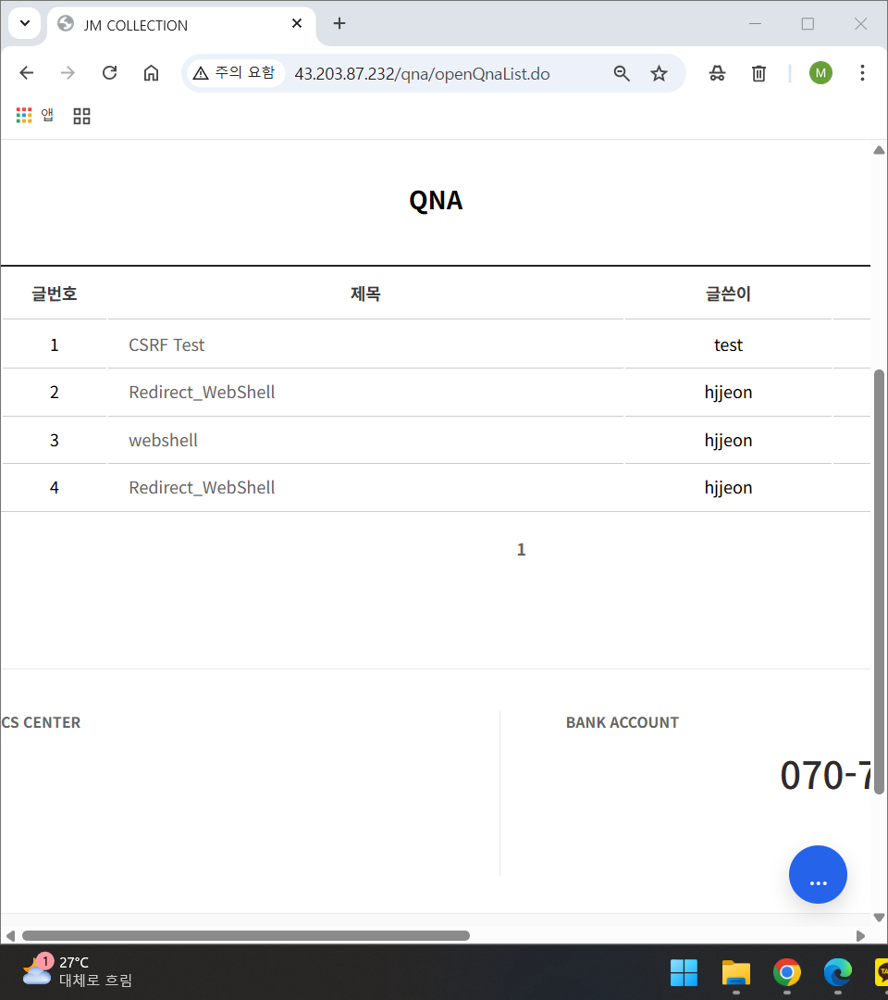 JM COLLECTION
주의 요함
43.203.87.232/qna/openQnaList.do
M
앱
QNA
글번호 제목 글쓴이
1 CSRF Test test
2 Redirect_WebShell hjjeon
3 webshell hjjeon
4 Redirect_WebShell hjjeon
1
CS CENTER
BANK ACCOUNT
070-7
...
1
27°C
대체로 흐림